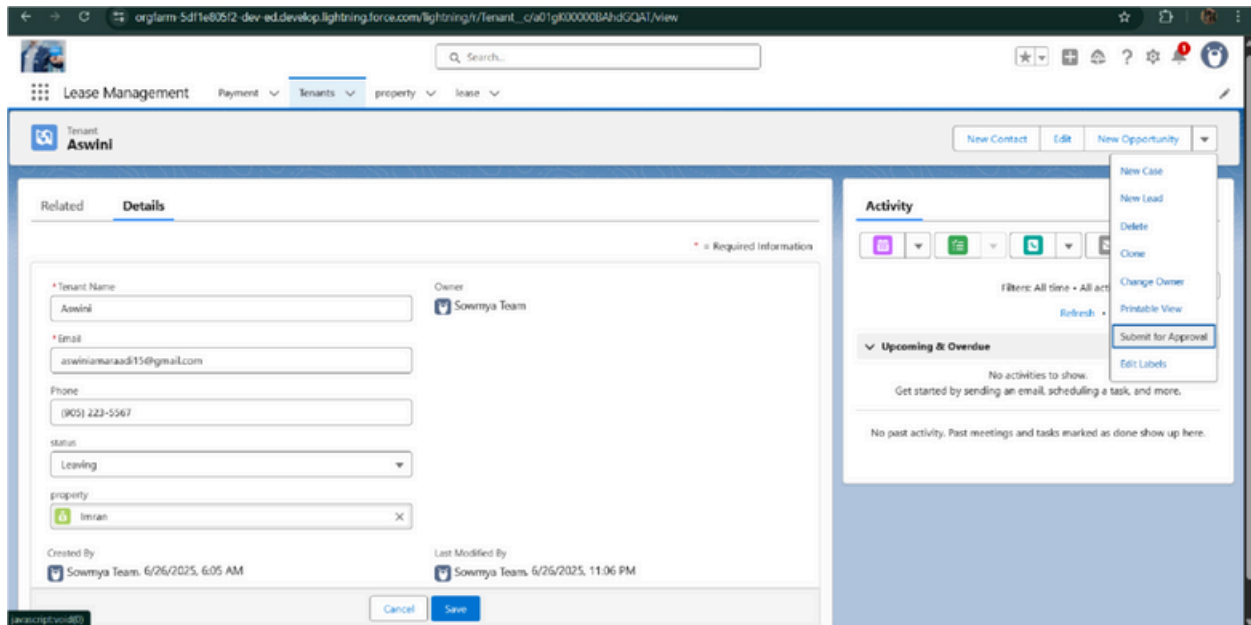 orgfarm-5df1e805f2-dev-ed.develop.lightning.force.com/lightning/r/Tenant__c/a01gK00000BAhdGQAT/view
Search...
1
Lease Management Payment Tenants property lease
Tenant
Aswini
New Contact Edit New Opportunity
New Case
New Lead
Delete
Clone
Change Owner
Printable View
Submit for Approval
Edit Labels
Related Details
* = Required Information
*Tenant Name
Aswini
Owner
Sowmya Team
*Email
aswiniamaraadi15@gmail.com
Phone
(905) 223-5567
status
Leaving
property
Imran
Created By
Sowmya Team, 6/26/2025, 6:05 AM
Last Modified By
Sowmya Team, 6/26/2025, 11:06 PM
Cancel Save
Activity
Filters: All time • All acti
Refresh •
Upcoming & Overdue
No activities to show.
Get started by sending an email, scheduling a task, and more.
No past activity. Past meetings and tasks marked as done show up here.
javascript:void(0)